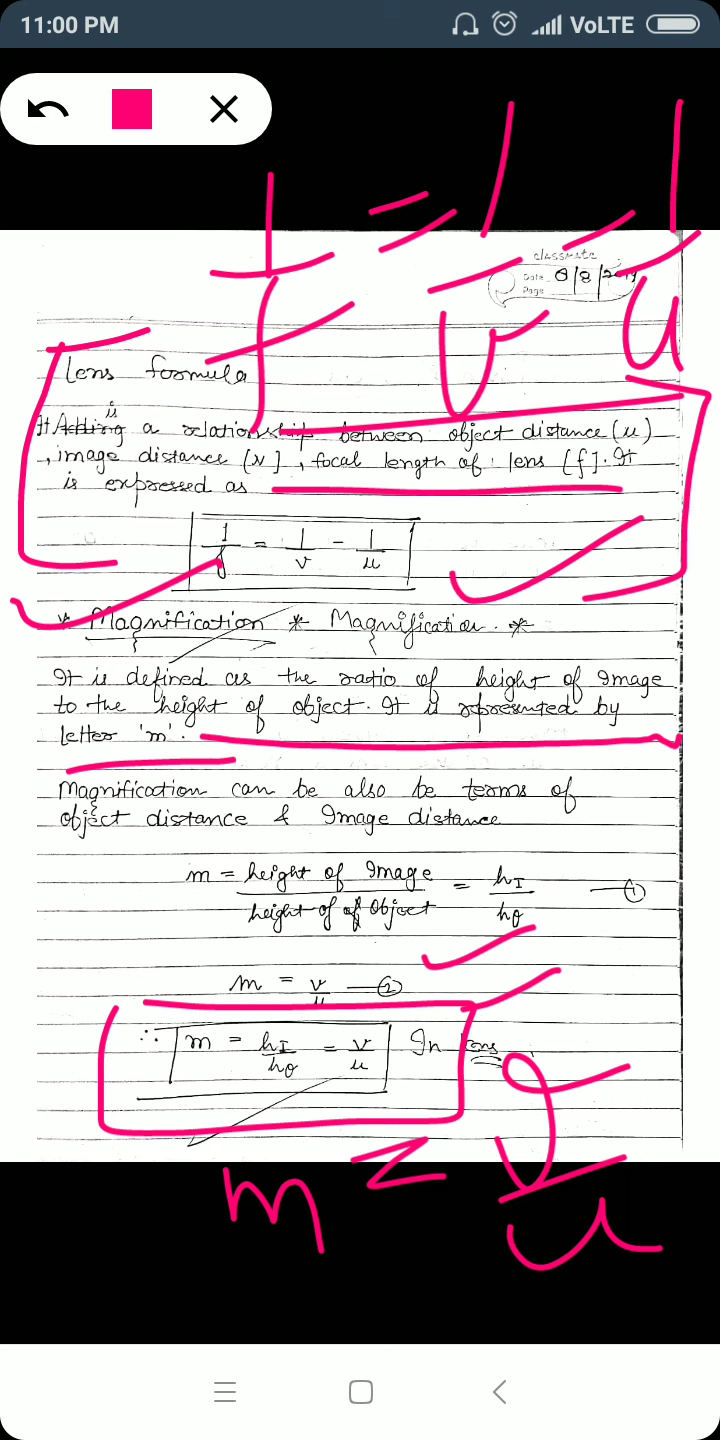 11:00 PM VoLTE
1/f = 1/v - 1/u
classmate
Date 8/8/2019
Page
Lens formula
It Adding is a relationship between object distance (u)
, image distance [v], focal length of lens [f]. It
is expressed as
1/f = 1/v - 1/u
* Magnification * Magnification. *
It is defined as the ratio of height of Image
to the height of object. It is represented by
letter 'm'.
Magnification can be also be terms of
object distance & Image distance
m = height of Image / height of of Object = hI/hO —①
m = v/u —②
∴ m = hI/hO = v/u In lens
m = v/u